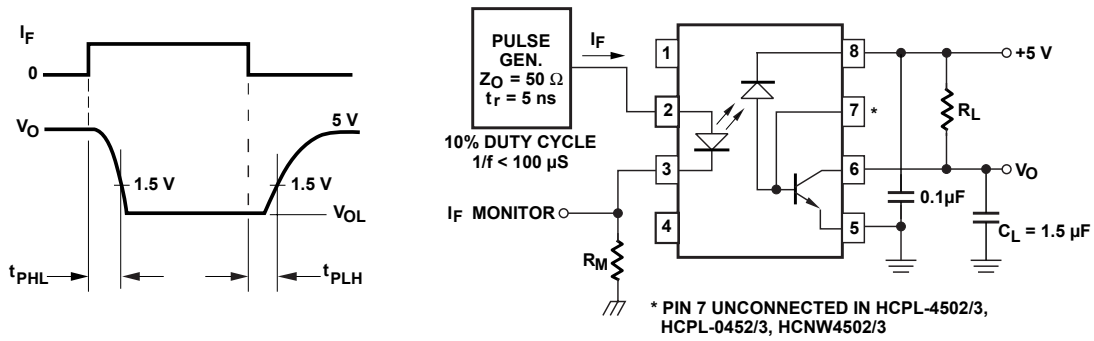 I_F
0
V_O
5 V
1.5 V
1.5 V
V_OL
t_PHL
t_PLH
PULSE
GEN.
Z_O = 50 Ω
t_r = 5 ns
I_F
10% DUTY CYCLE
1/f < 100 µS
I_F MONITOR
R_M
1
2
3
4
8
7
*
6
5
+5 V
R_L
V_O
0.1µF
C_L = 1.5 µF
* PIN 7 UNCONNECTED IN HCPL-4502/3,
HCPL-0452/3, HCNW4502/3